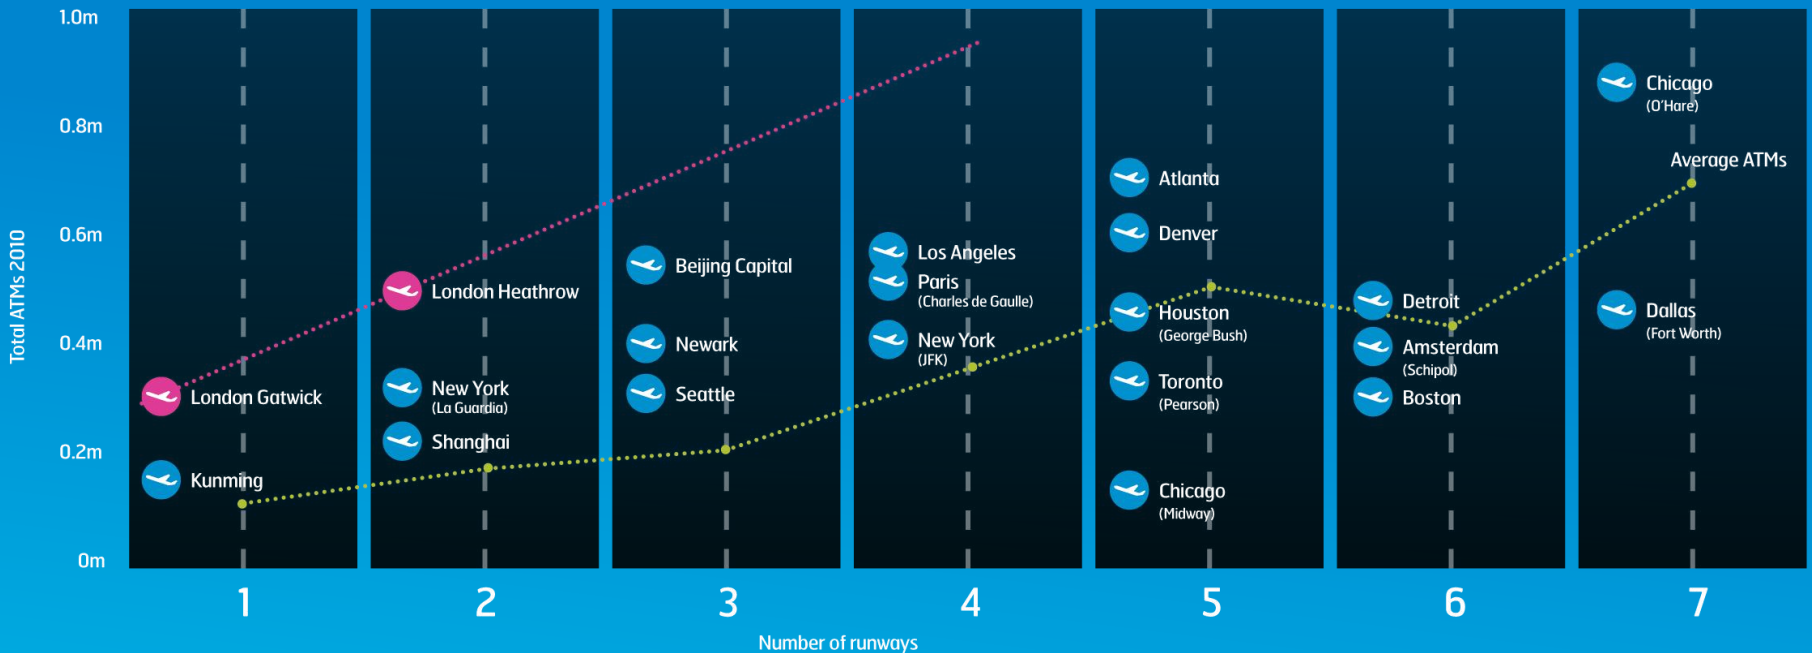 1.0m
0.8m
0.6m
0.4m
0.2m
0m
Total ATMs 2010
London Gatwick
Kunming
London Heathrow
New York
(La Guardia)
Shanghai
Beijing Capital
Newark
Seattle
Los Angeles
Paris
(Charles de Gaulle)
New York
(JFK)
Atlanta
Denver
Houston
(George Bush)
Toronto
(Pearson)
Chicago
(Midway)
Detroit
Amsterdam
(Schipol)
Boston
Chicago
(O'Hare)
Average ATMs
Dallas
(Fort Worth)
1 2 3 4 5 6 7
Number of runways